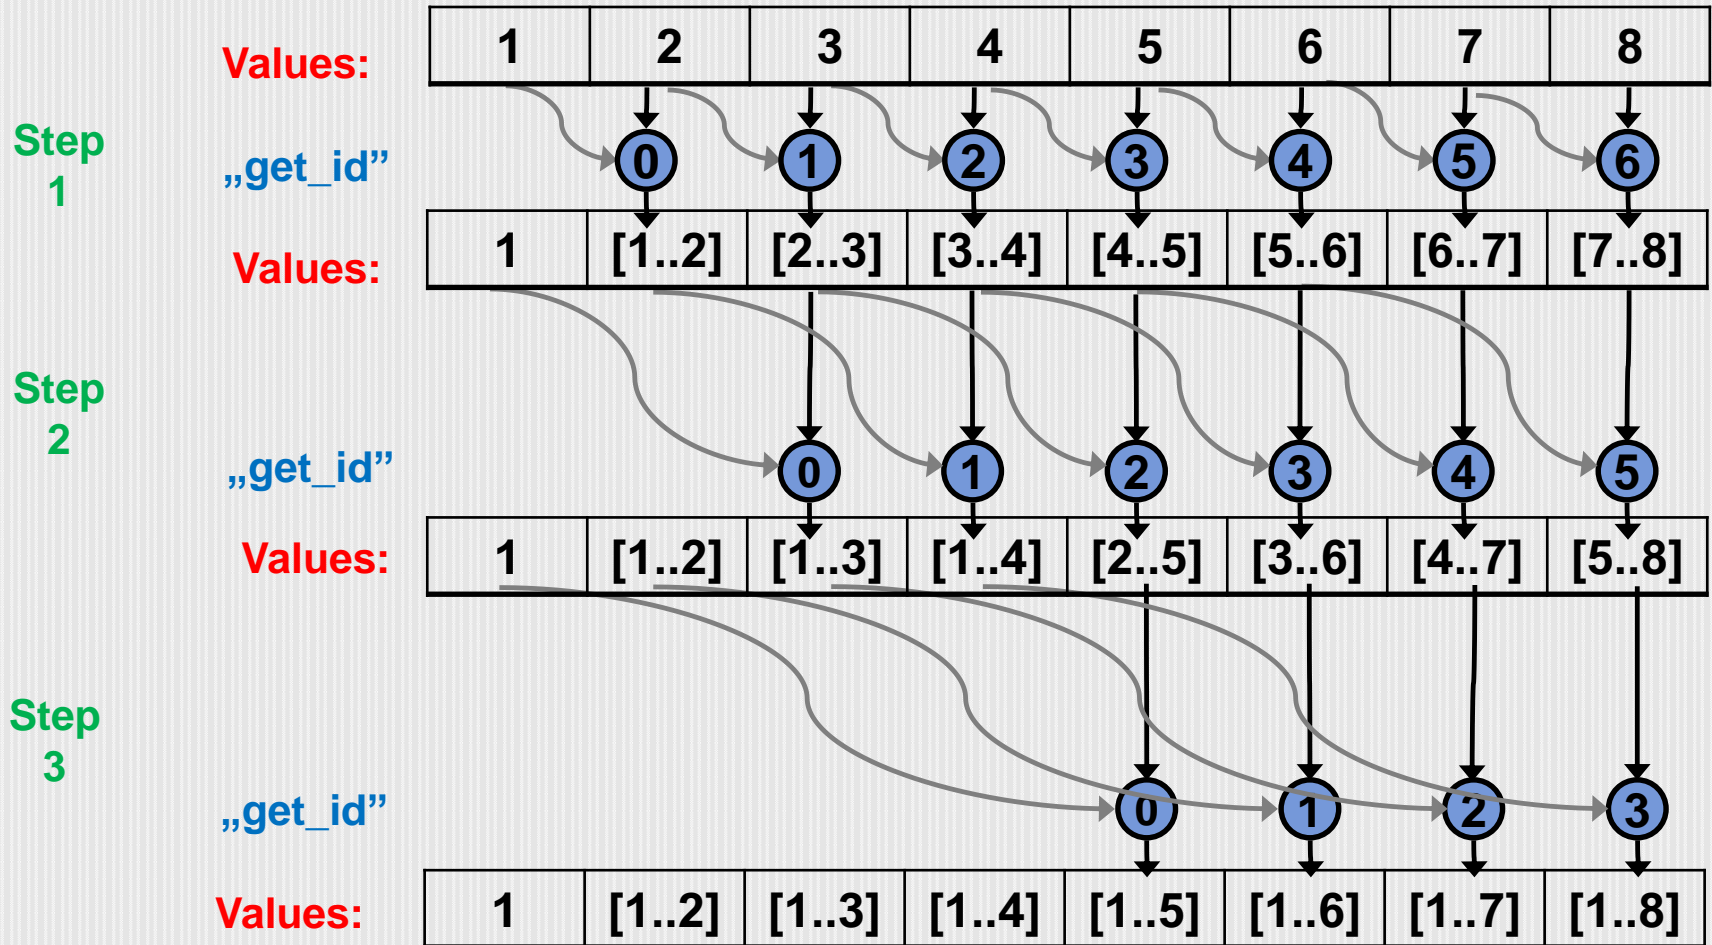 Values: 1 2 3 4 5 6 7 8
Step
1
„get_id” 0 1 2 3 4 5 6
Values: 1 [1..2] [2..3] [3..4] [4..5] [5..6] [6..7] [7..8]
Step
2
„get_id” 0 1 2 3 4 5
Values: 1 [1..2] [1..3] [1..4] [2..5] [3..6] [4..7] [5..8]
Step
3
„get_id” 0 1 2 3
Values: 1 [1..2] [1..3] [1..4] [1..5] [1..6] [1..7] [1..8]